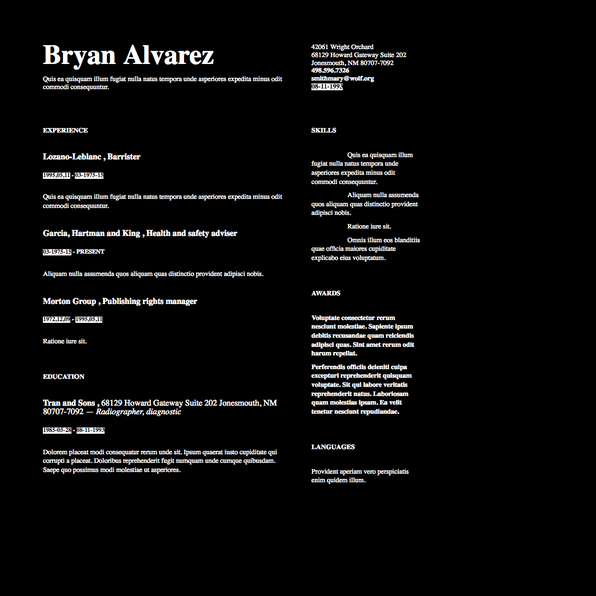 Bryan Alvarez
Quis ea quisquam illum fugiat nulla natus tempora unde asperiores expedita minus odit
commodi consequuntur.
42061 Wright Orchard
68129 Howard Gateway Suite 202
Jonesmouth, NM 80707-7092
498.596.7326
smithmary@wolf.org
08-11-1993
EXPERIENCE
Lozano-Leblanc , Barrister
1995.05.11 - 03-1975-15
Quis ea quisquam illum fugiat nulla natus tempora unde asperiores expedita minus odit
commodi consequuntur.
Garcia, Hartman and King , Health and safety adviser
03-1975-15 - PRESENT
Aliquam nulla assumenda quos aliquam quas distinctio provident adipisci nobis.
Morton Group , Publishing rights manager
1972.12.09 - 1995.05.11
Ratione iure sit.
EDUCATION
Tran and Sons , 68129 Howard Gateway Suite 202 Jonesmouth, NM
80707-7092 — Radiographer, diagnostic
1985-05-28 - 08-11-1993
Dolorem placeat modi consequatur rerum unde sit. Ipsum quaerat iusto cupiditate qui
corrupti a placeat. Doloribus reprehenderit fugit numquam unde cumque quibusdam.
Saepe quo possimus modi molestiae ut asperiores.
SKILLS
Quis ea quisquam illum
fugiat nulla natus tempora unde
asperiores expedita minus odit
commodi consequuntur.
Aliquam nulla assumenda
quos aliquam quas distinctio provident
adipisci nobis.
Ratione iure sit.
Omnis illum eos blanditiis
quae officia maiores cupiditate
explicabo eius voluptatum.
AWARDS
Voluptate consectetur rerum
nesciunt molestiae. Sapiente ipsum
debitis recusandae quam reiciendis
adipisci quas. Sint amet rerum odit
harum repellat.
Perferendis officiis deleniti culpa
excepturi reprehenderit quisquam
voluptate. Sit qui labore veritatis
reprehenderit natus. Laboriosam
quam molestias ipsam. Ea velit
tenetur nesciunt repudiandae.
LANGUAGES
Provident aperiam vero perspiciatis
enim quidem illum.